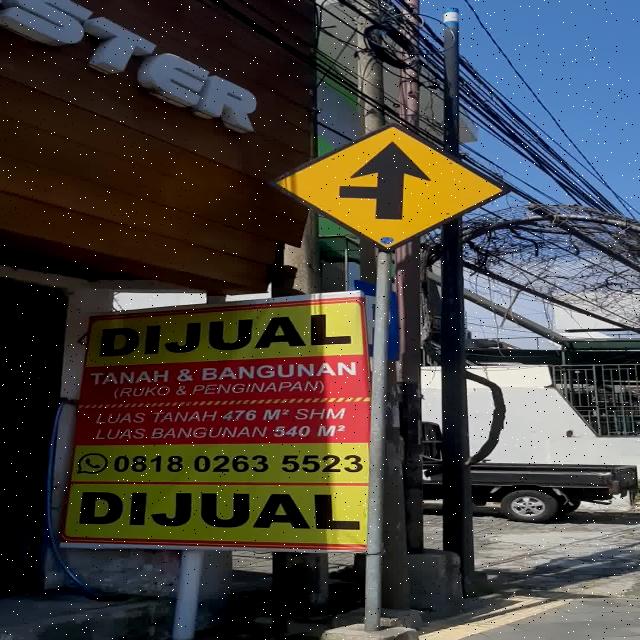 STER
DIJUAL
TANAH & BANGUNAN
(RUKO & PENGINAPAN)
LUAS TANAH 476 M² SHM
LUAS BANGUNAN 540 M²
0818 0263 5523
DIJUAL